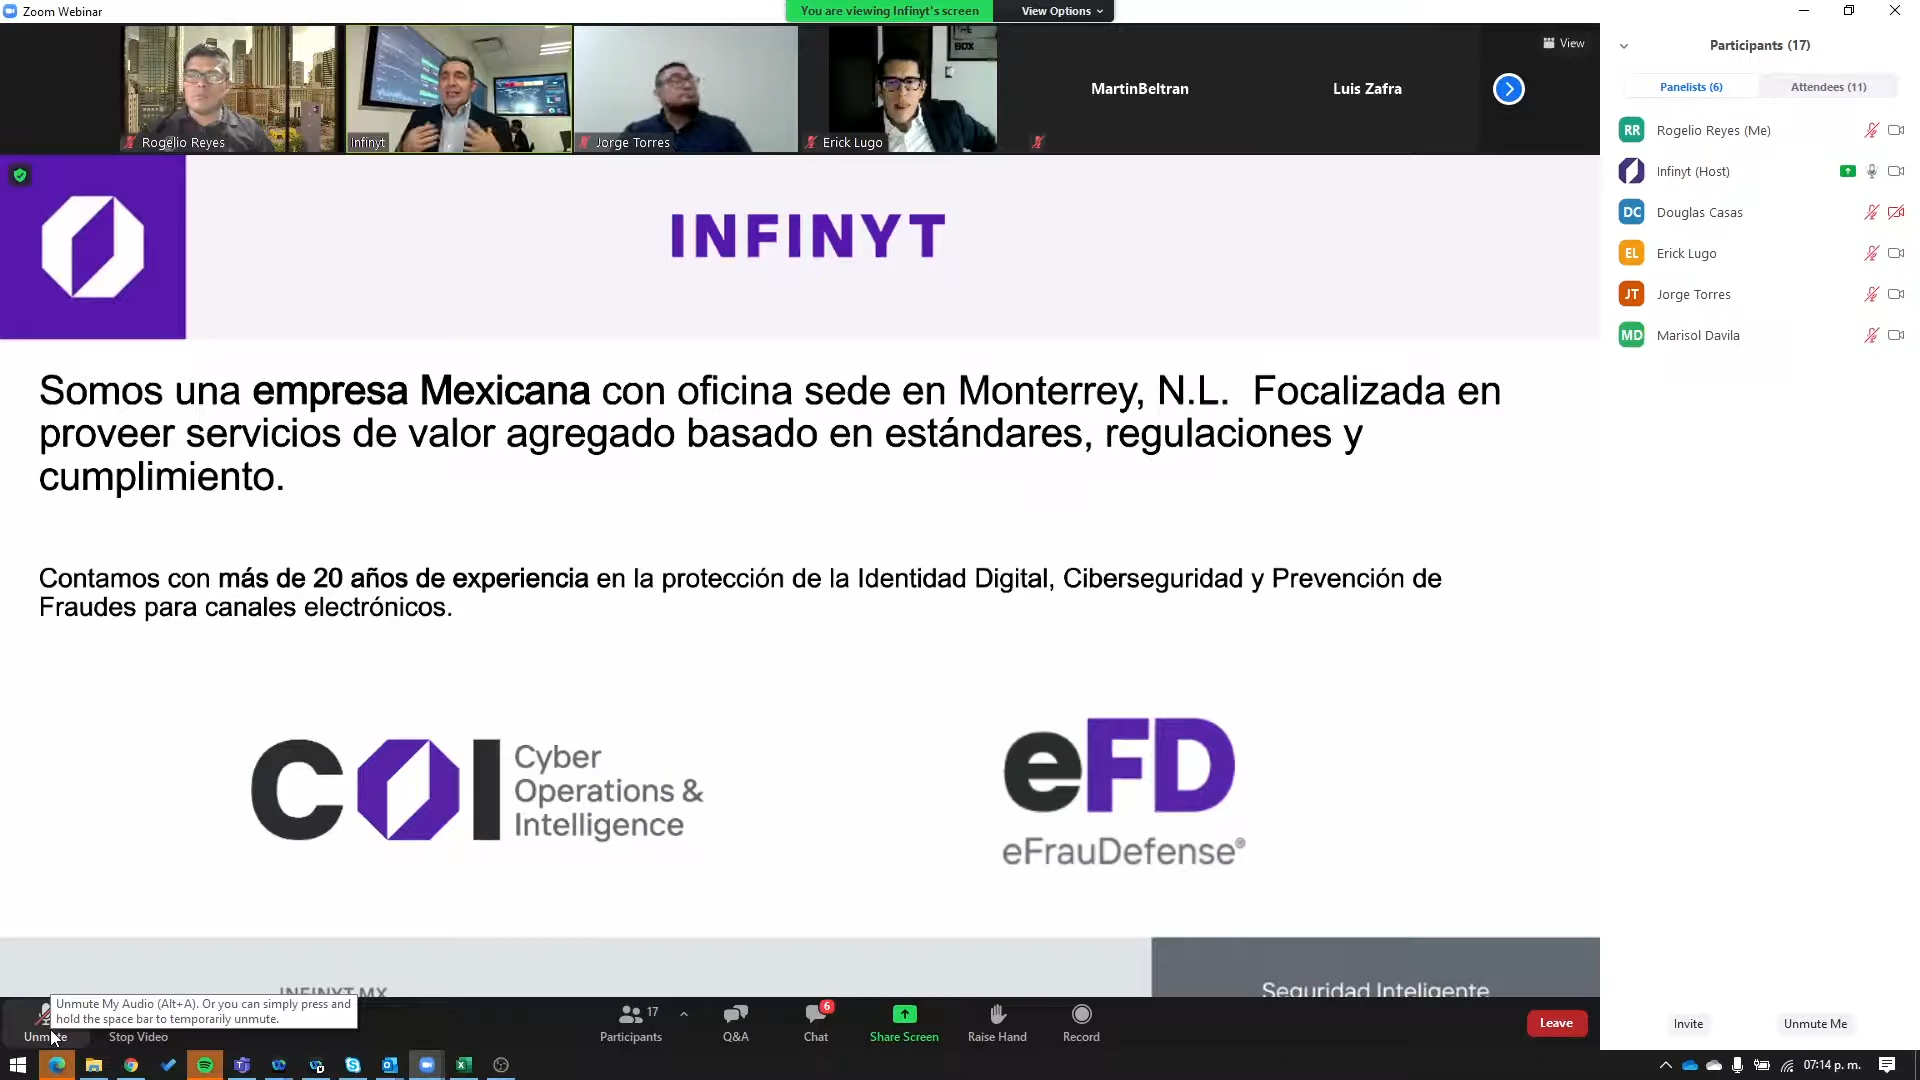 Zoom Webinar
You are viewing Infinyt's screen
View Options
View
Rogelio Reyes
Infinyt
Jorge Torres
THE
BOX
Erick Lugo
MartinBeltran
Luis Zafra
INFINYT
Somos una empresa Mexicana con oficina sede en Monterrey, N.L. Focalizada en
proveer servicios de valor agregado basado en estándares, regulaciones y
cumplimiento.
Contamos con más de 20 años de experiencia en la protección de la Identidad Digital, Ciberseguridad y Prevención de
Fraudes para canales electrónicos.
COI
Cyber
Operations &
Intelligence
eFD
eFrauDefense®
INFINYT.MX
Seguridad Inteligente
Unmute My Audio (Alt+A). Or you can simply press and
hold the space bar to temporarily unmute.
Unmute
Stop Video
17
Participants
Q&A
6
Chat
Share Screen
Raise Hand
Record
Leave
Participants (17)
Panelists (6)
Attendees (11)
RR Rogelio Reyes (Me)
Infinyt (Host)
DC Douglas Casas
EL Erick Lugo
JT Jorge Torres
MD Marisol Davila
Invite
Unmute Me
07:14 p. m.